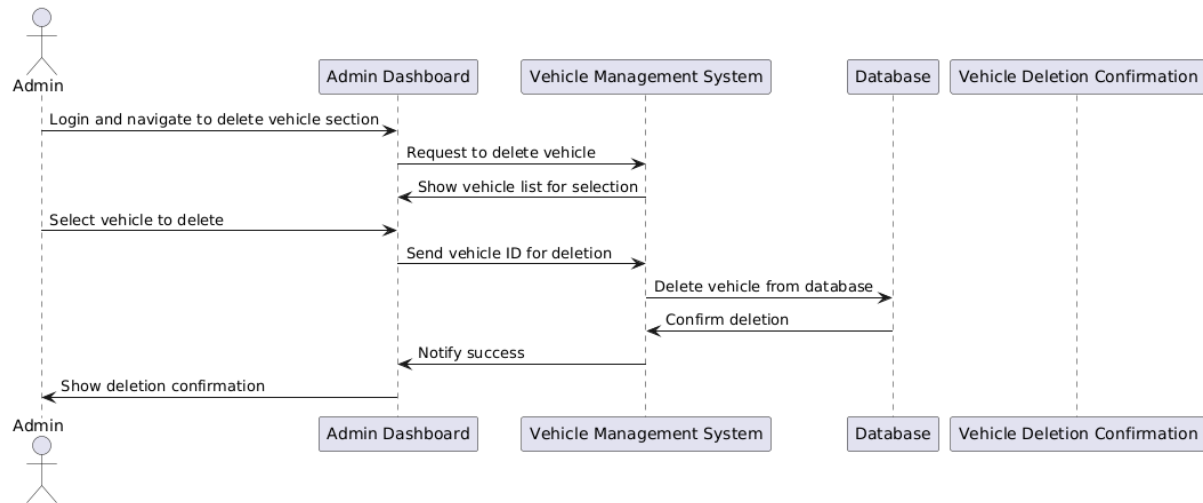 Admin
Admin Dashboard
Vehicle Management System
Database
Vehicle Deletion Confirmation
Login and navigate to delete vehicle section
Request to delete vehicle
Show vehicle list for selection
Select vehicle to delete
Send vehicle ID for deletion
Delete vehicle from database
Confirm deletion
Notify success
Show deletion confirmation
Admin
Admin Dashboard
Vehicle Management System
Database
Vehicle Deletion Confirmation